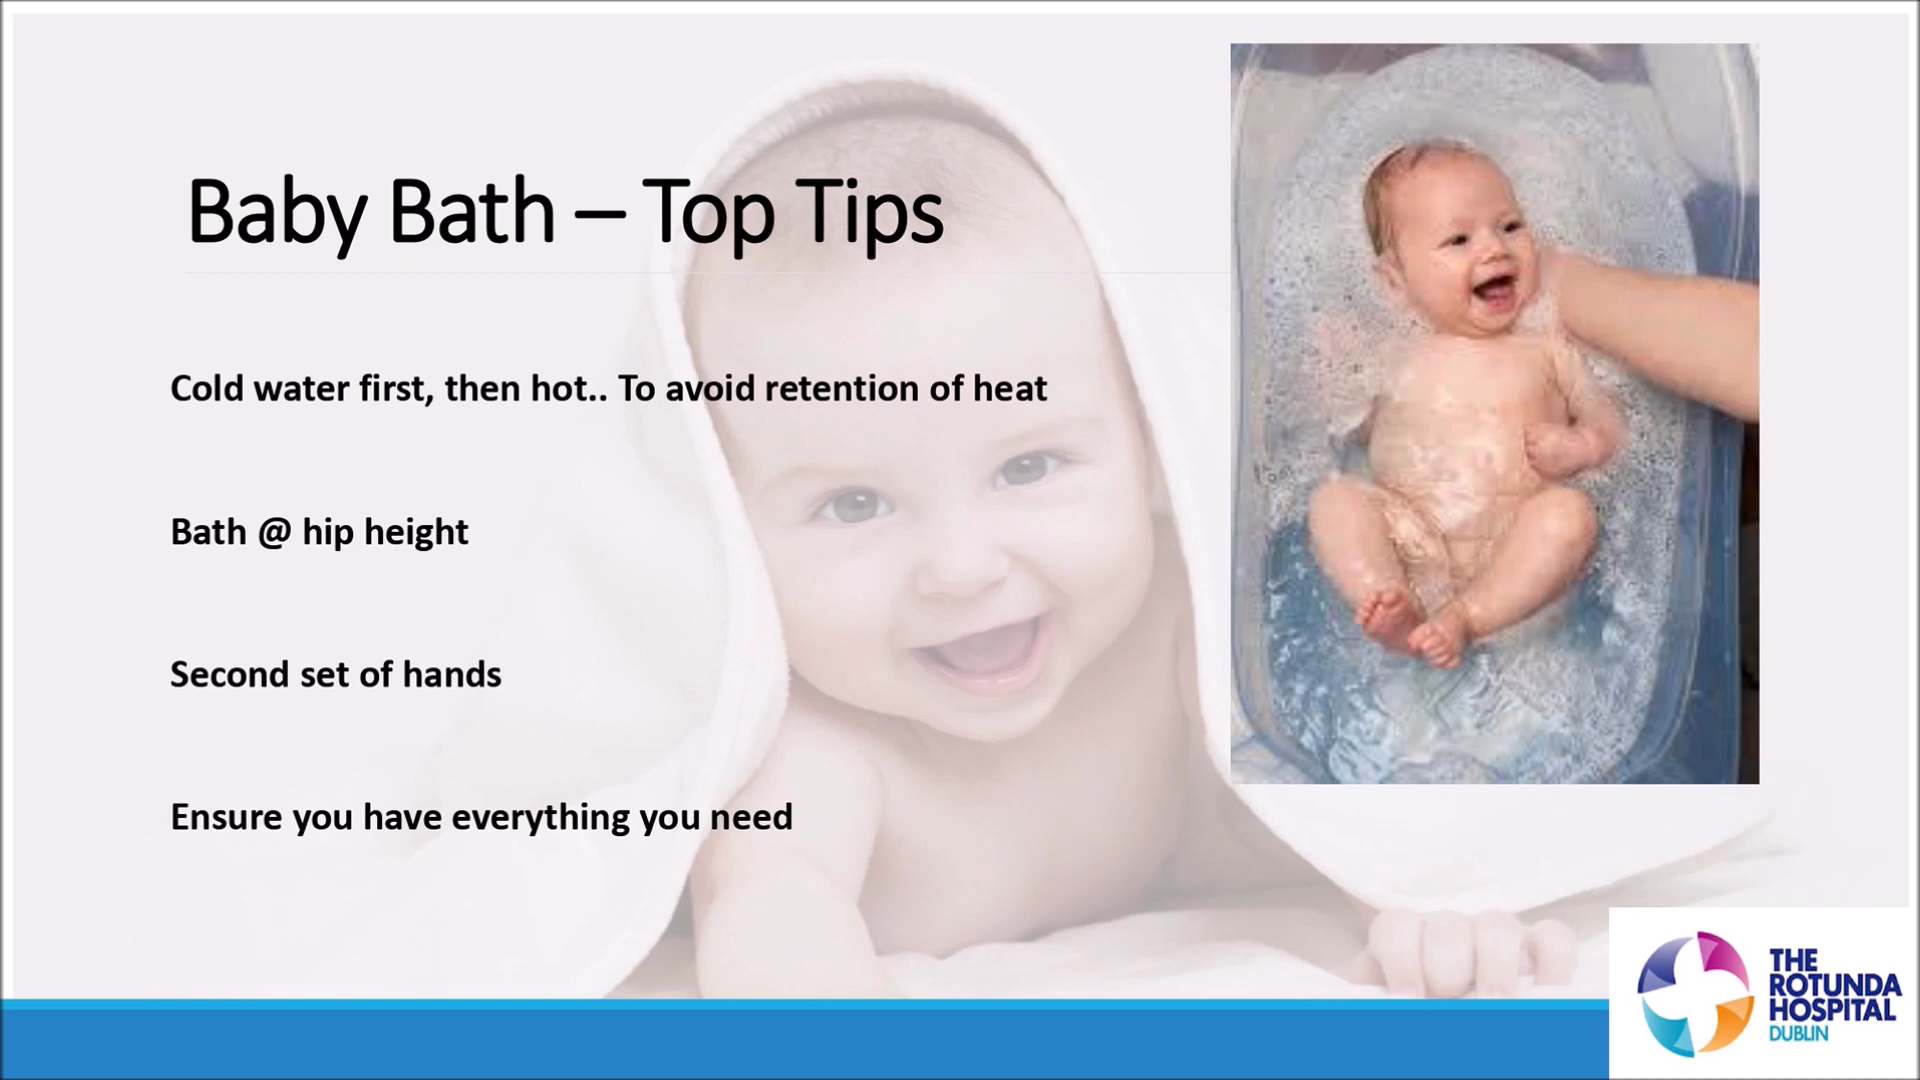 Baby Bath – Top Tips
Cold water first, then hot.. To avoid retention of heat
Bath @ hip height
Second set of hands
Ensure you have everything you need
THE
ROTUNDA
HOSPITAL
DUBLIN